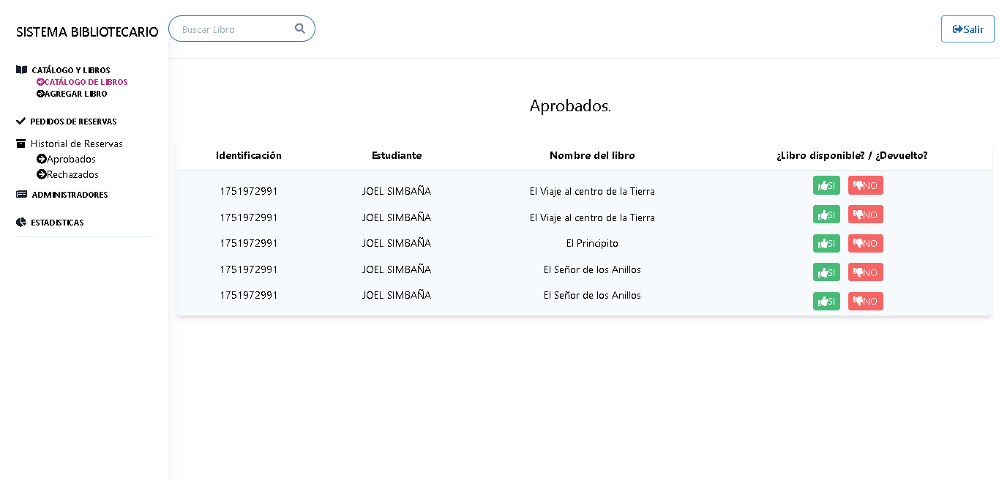 SISTEMA BIBLIOTECARIO
Buscar Libro
Salir
CATÁLOGO Y LIBROS
CATÁLOGO DE LIBROS
AGREGAR LIBRO
PEDIDOS DE RESERVAS
Historial de Reservas
Aprobados
Rechazados
ADMINISTRADORES
ESTADISTICAS
Aprobados.
Identificación Estudiante Nombre del libro ¿Libro disponible? / ¿Devuelto?
1751972991 JOEL SIMBAÑA El Viaje al centro de la Tierra SI NO
1751972991 JOEL SIMBAÑA El Viaje al centro de la Tierra SI NO
1751972991 JOEL SIMBAÑA El Principito SI NO
1751972991 JOEL SIMBAÑA El Señor de los Anillos SI NO
1751972991 JOEL SIMBAÑA El Señor de los Anillos SI NO